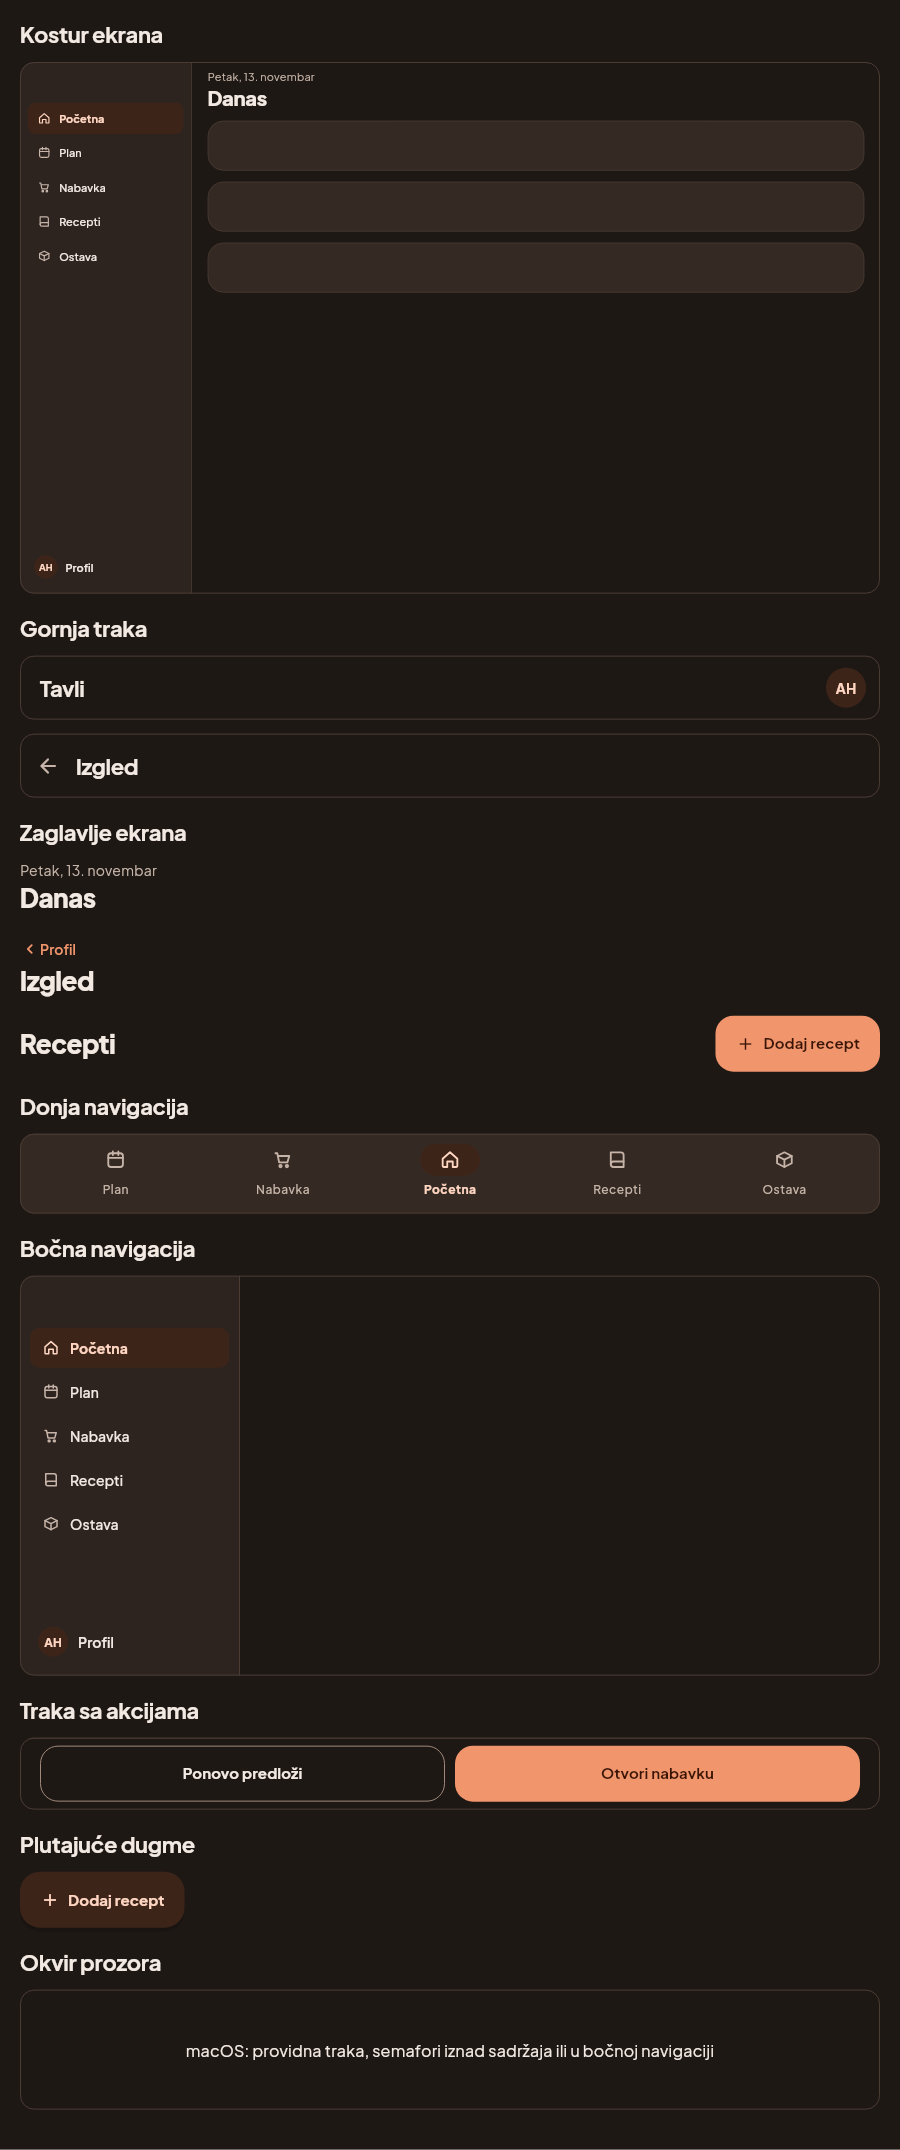 Kostur ekrana
Petak, 13. novembar
Danas
Početna
Plan
Nabavka
Recepti
Ostava
AH Profil
Gornja traka
Tavli AH
Izgled
Zaglavlje ekrana
Petak, 13. novembar
Danas
Profil
Izgled
Recepti Dodaj recept
Donja navigacija
Plan Nabavka Početna Recepti Ostava
Bočna navigacija
Početna
Plan
Nabavka
Recepti
Ostava
AH Profil
Traka sa akcijama
Ponovo predloži Otvori nabavku
Plutajuće dugme
Dodaj recept
Okvir prozora
macOS: providna traka, semafori iznad sadržaja ili u bočnoj navigaciji